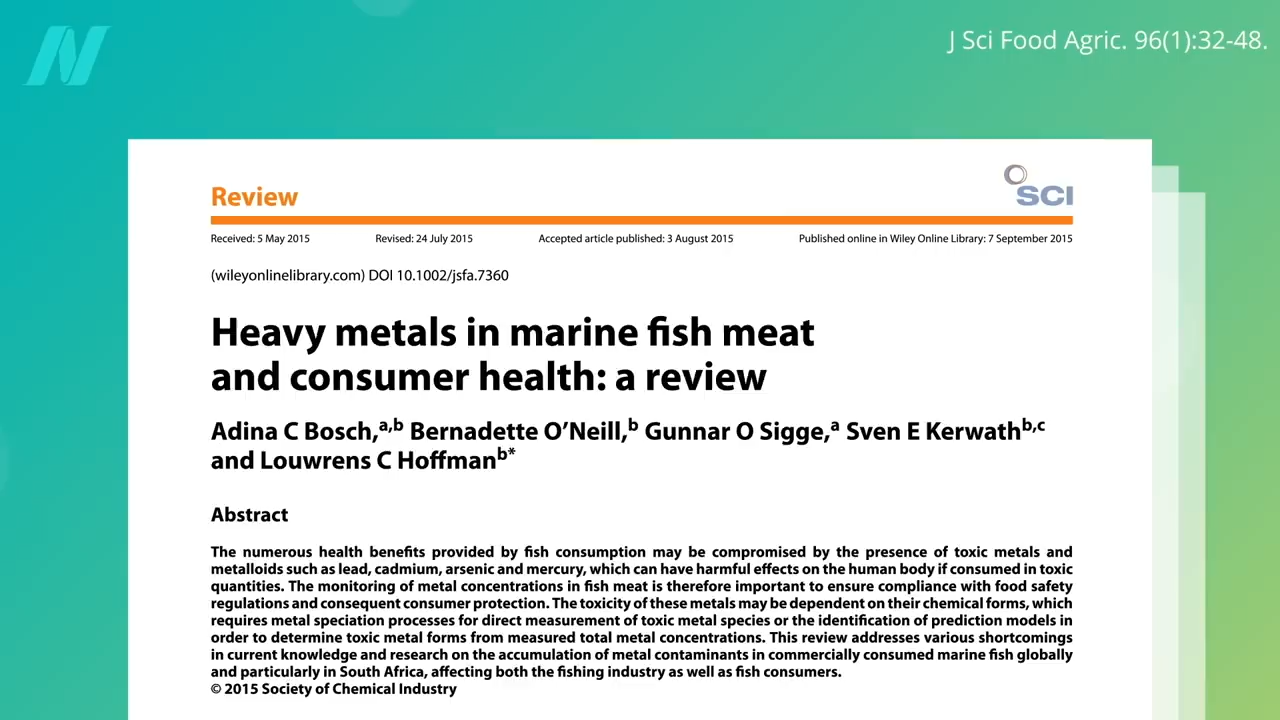 J Sci Food Agric. 96(1):32-48.
Review
SCI
Received: 5 May 2015 Revised: 24 July 2015 Accepted article published: 3 August 2015 Published online in Wiley Online Library: 7 September 2015
(wileyonlinelibrary.com) DOI 10.1002/jsfa.7360
Heavy metals in marine fish meat
and consumer health: a review
Adina C Bosch,a,b Bernadette O’Neill,b Gunnar O Sigge,a Sven E Kerwathb,c
and Louwrens C Hoffmanb*
Abstract
The numerous health benefits provided by fish consumption may be compromised by the presence of toxic metals and
metalloids such as lead, cadmium, arsenic and mercury, which can have harmful effects on the human body if consumed in toxic
quantities. The monitoring of metal concentrations in fish meat is therefore important to ensure compliance with food safety
regulations and consequent consumer protection. The toxicity of these metals may be dependent on their chemical forms, which
requires metal speciation processes for direct measurement of toxic metal species or the identification of prediction models in
order to determine toxic metal forms from measured total metal concentrations. This review addresses various shortcomings
in current knowledge and research on the accumulation of metal contaminants in commercially consumed marine fish globally
and particularly in South Africa, affecting both the fishing industry as well as fish consumers.
© 2015 Society of Chemical Industry